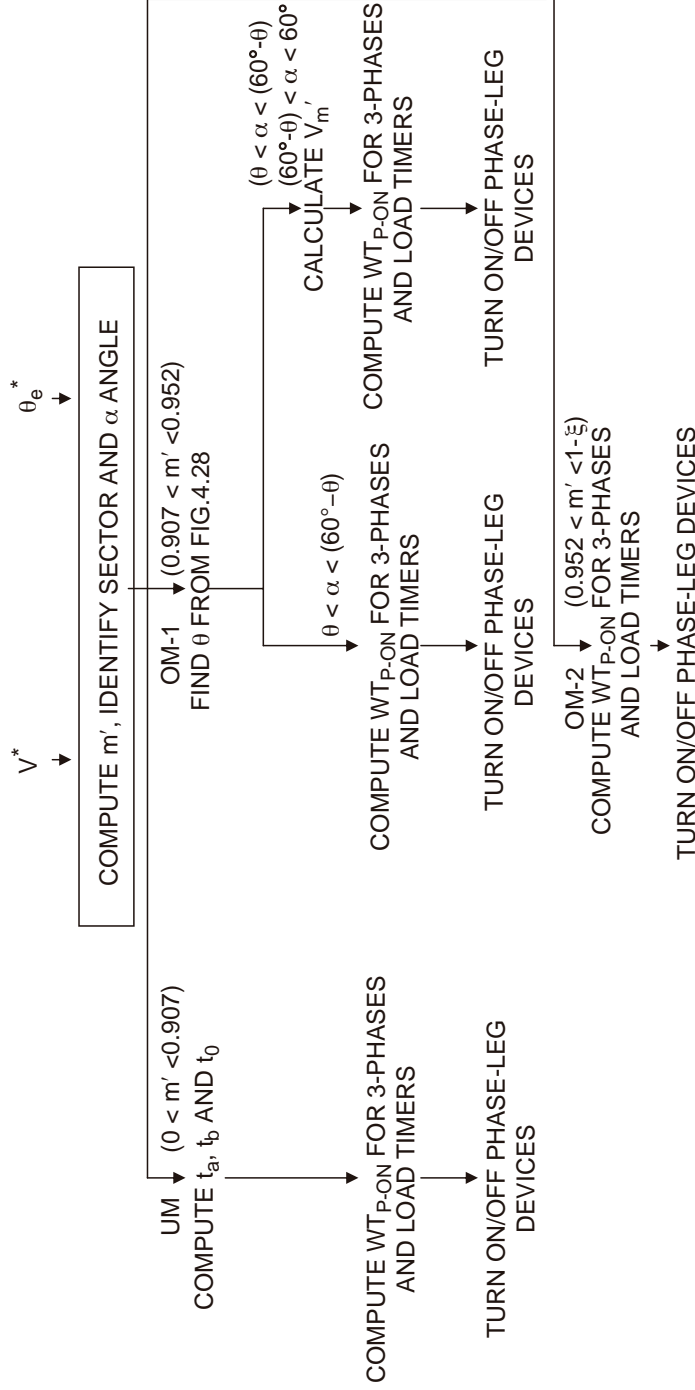 V*
θe*
COMPUTE m′, IDENTIFY SECTOR AND α ANGLE
UM (0 < m′ <0.907)
COMPUTE ta, tb AND t0
COMPUTE WTP-ON FOR 3-PHASES
AND LOAD TIMERS
TURN ON/OFF PHASE-LEG
DEVICES
OM-1 (0.907 < m′ <0.952)
FIND θ FROM FIG.4.28
θ < α < (60°–θ)
COMPUTE WTP-ON FOR 3-PHASES
AND LOAD TIMERS
TURN ON/OFF PHASE-LEG
DEVICES
(θ < α < (60°-θ)
(60°-θ) < α < 60°
CALCULATE Vm′
COMPUTE WTP-ON FOR 3-PHASES
AND LOAD TIMERS
TURN ON/OFF PHASE-LEG
DEVICES
OM-2 (0.952 < m′ <1-ξ)
COMPUTE WTP-ON FOR 3-PHASES
AND LOAD TIMERS
TURN ON/OFF PHASE-LEG DEVICES